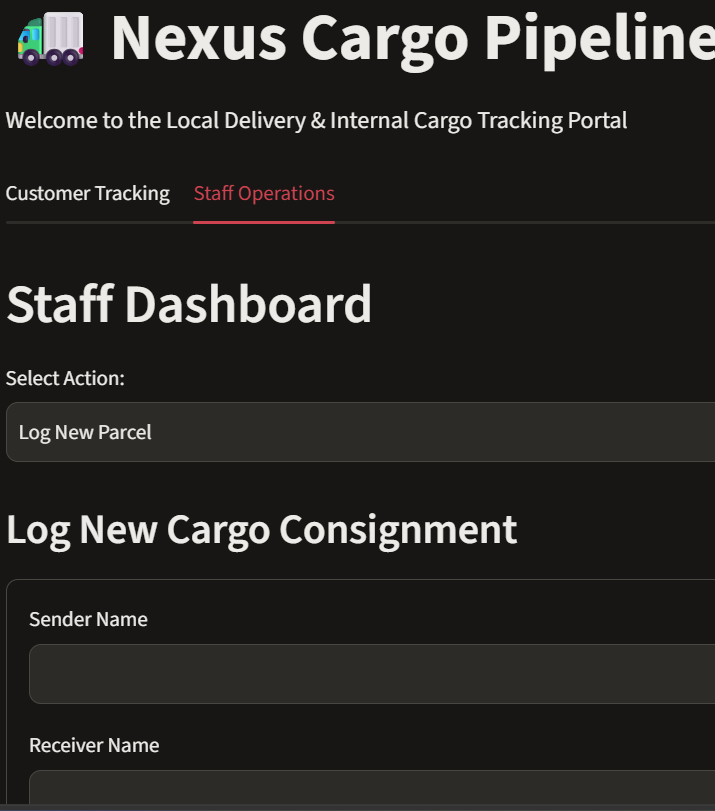 Nexus Cargo Pipeline
Welcome to the Local Delivery & Internal Cargo Tracking Portal
Customer Tracking Staff Operations
Staff Dashboard
Select Action:
Log New Parcel
Log New Cargo Consignment
Sender Name
Receiver Name